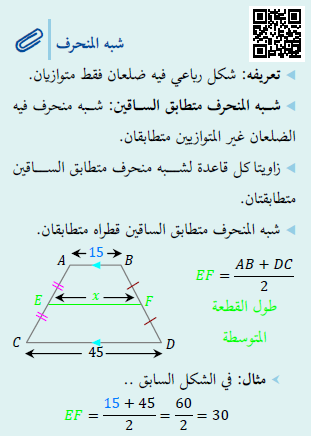 شبه المنحرف
تعريفه: شكل رباعي فيه ضلعان فقط متوازيان.
شبه المنحرف متطابق الساقين: شبه منحرف فيه
الضلعان غير المتوازيين متطابقان.
زاويتا كل قاعدة لشبه منحرف متطابق الساقين
متطابقتان.
شبه المنحرف متطابق الساقين قطراه متطابقان.
15
A B
E x F
C D
45
EF = (AB + DC)/2
طول القطعة
المتوسطة
مثال: في الشكل السابق ..
EF = (15 + 45)/2 = 60/2 = 30